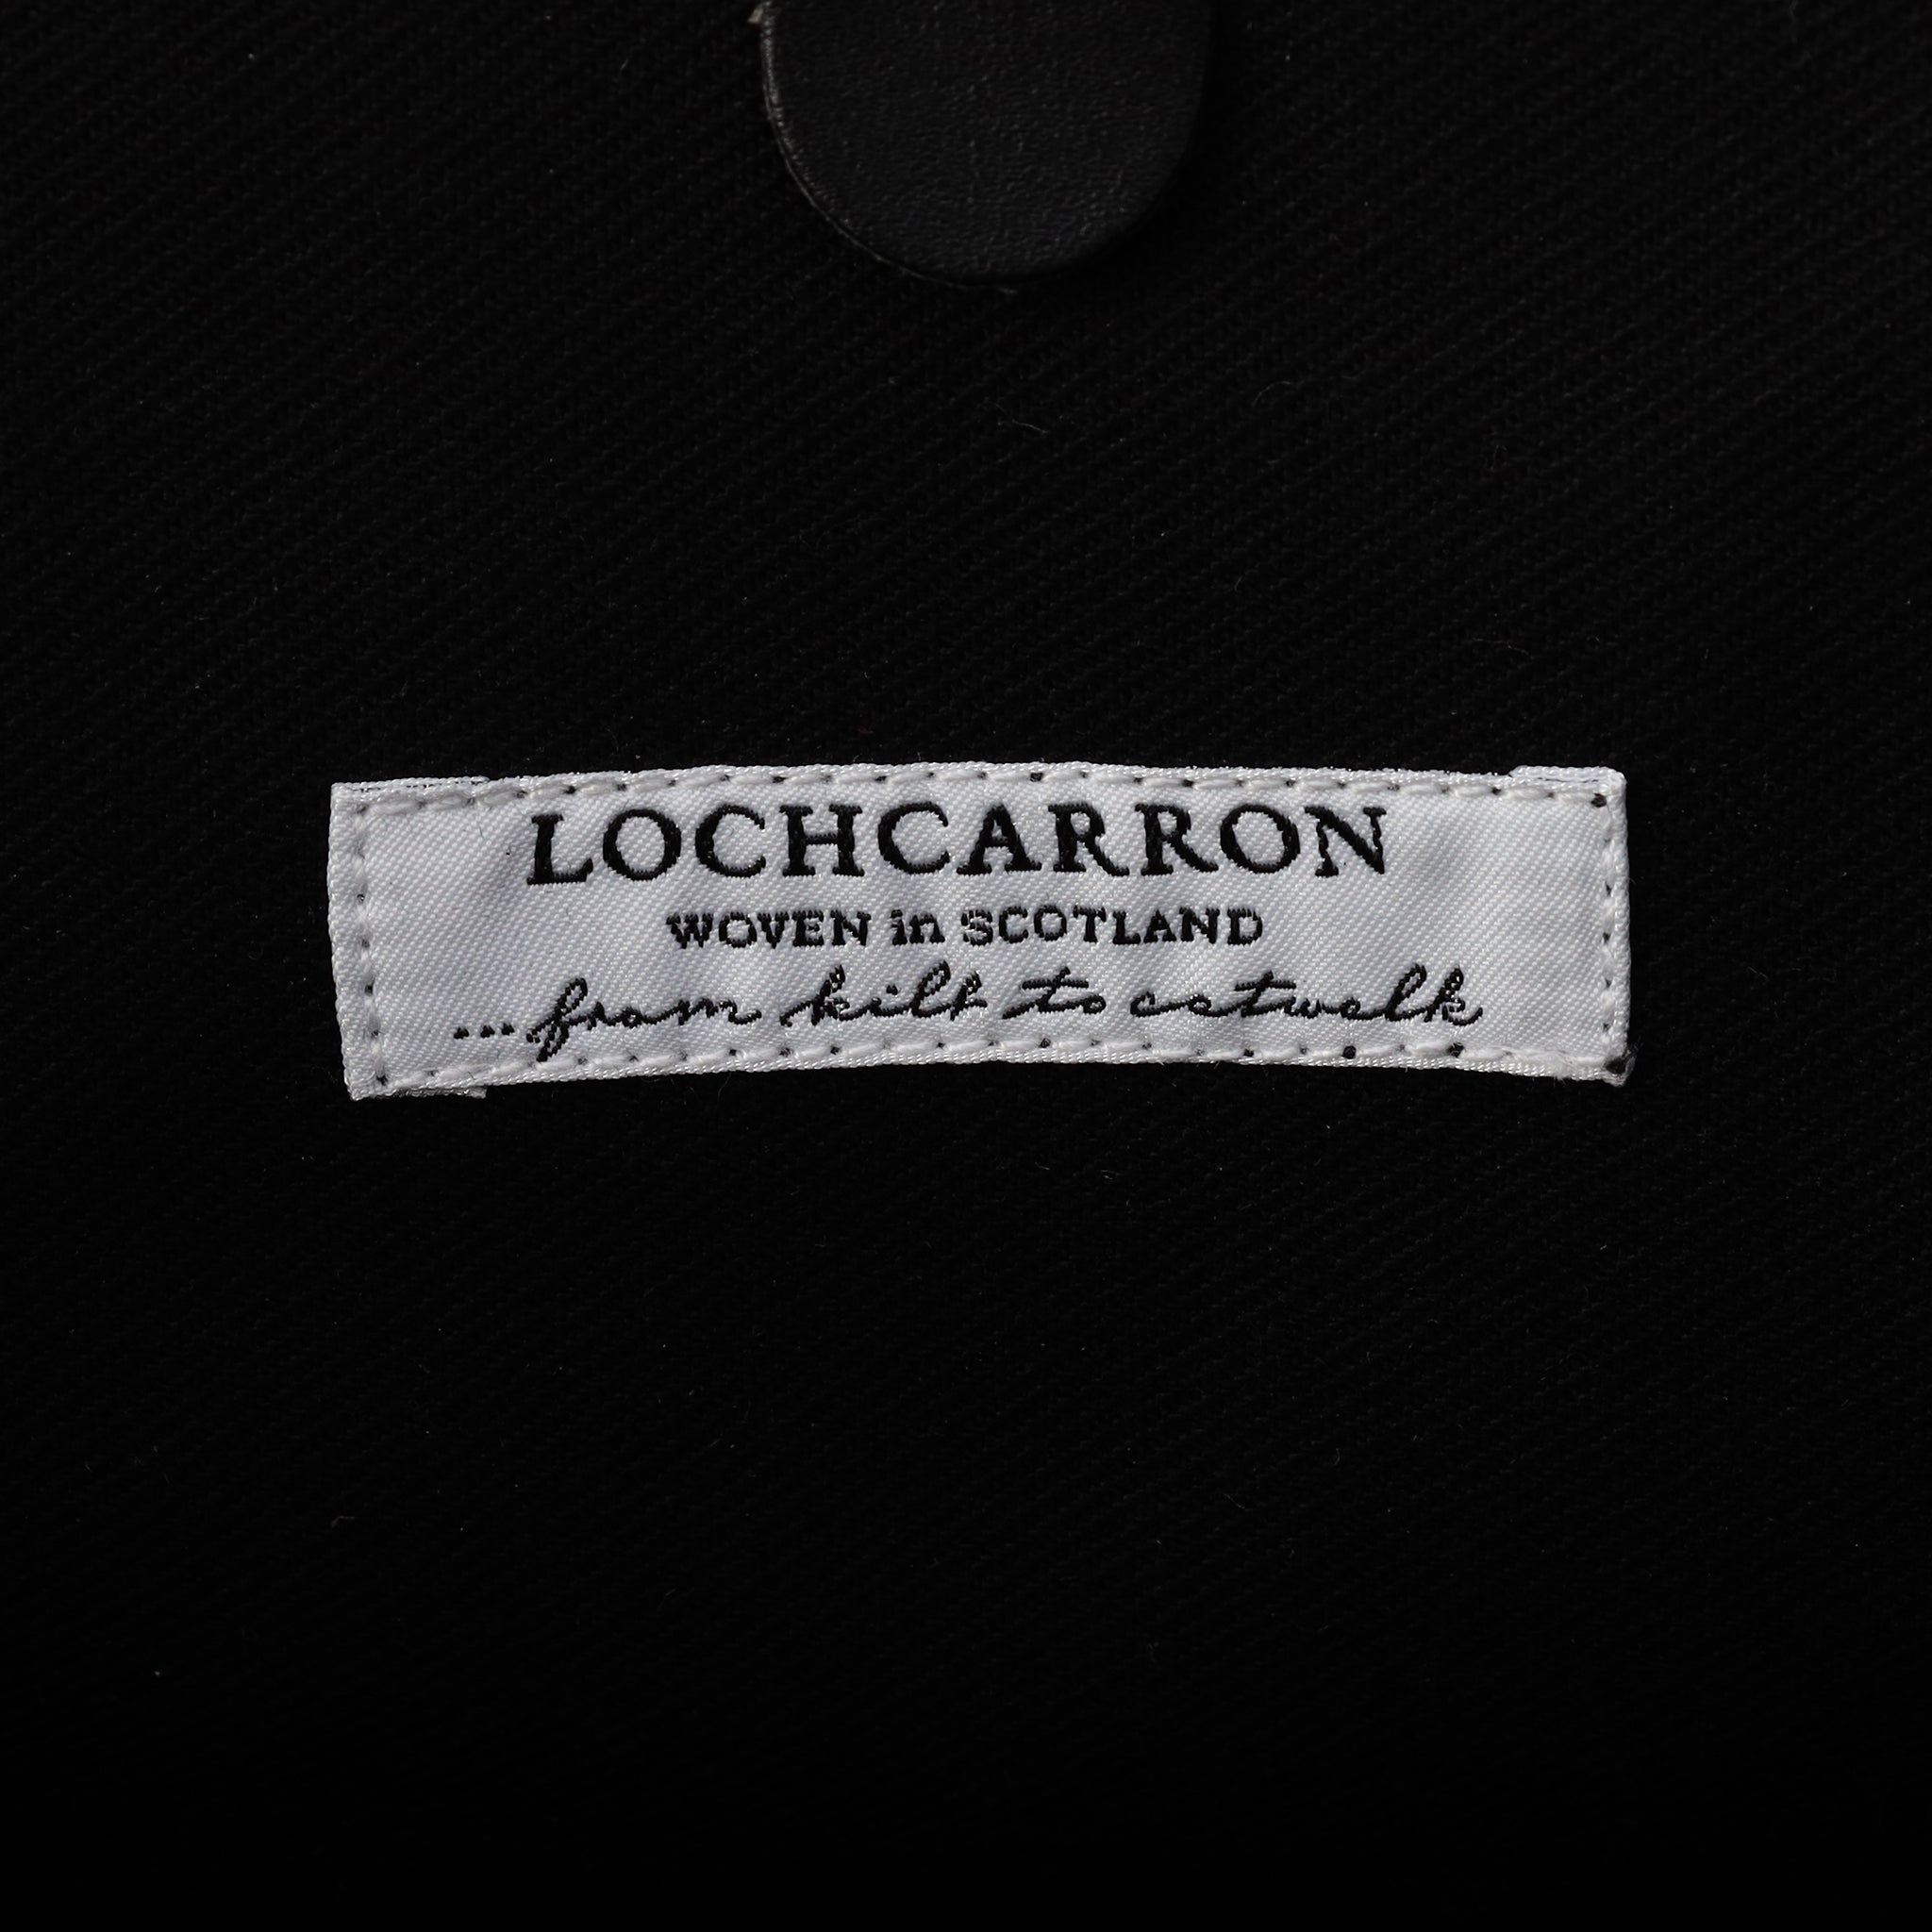 LOCHCARRON
WOVEN in SCOTLAND
...from kilt to catwalk